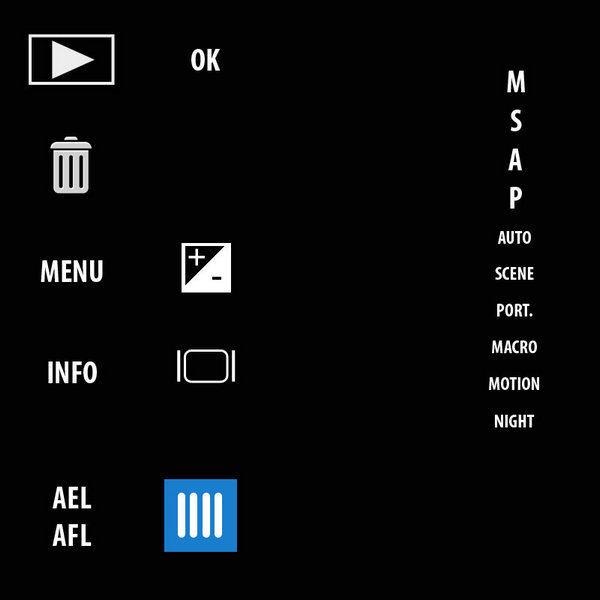 OK
MENU
INFO
AEL
AFL
M
S
A
P
AUTO
SCENE
PORT.
MACRO
MOTION
NIGHT